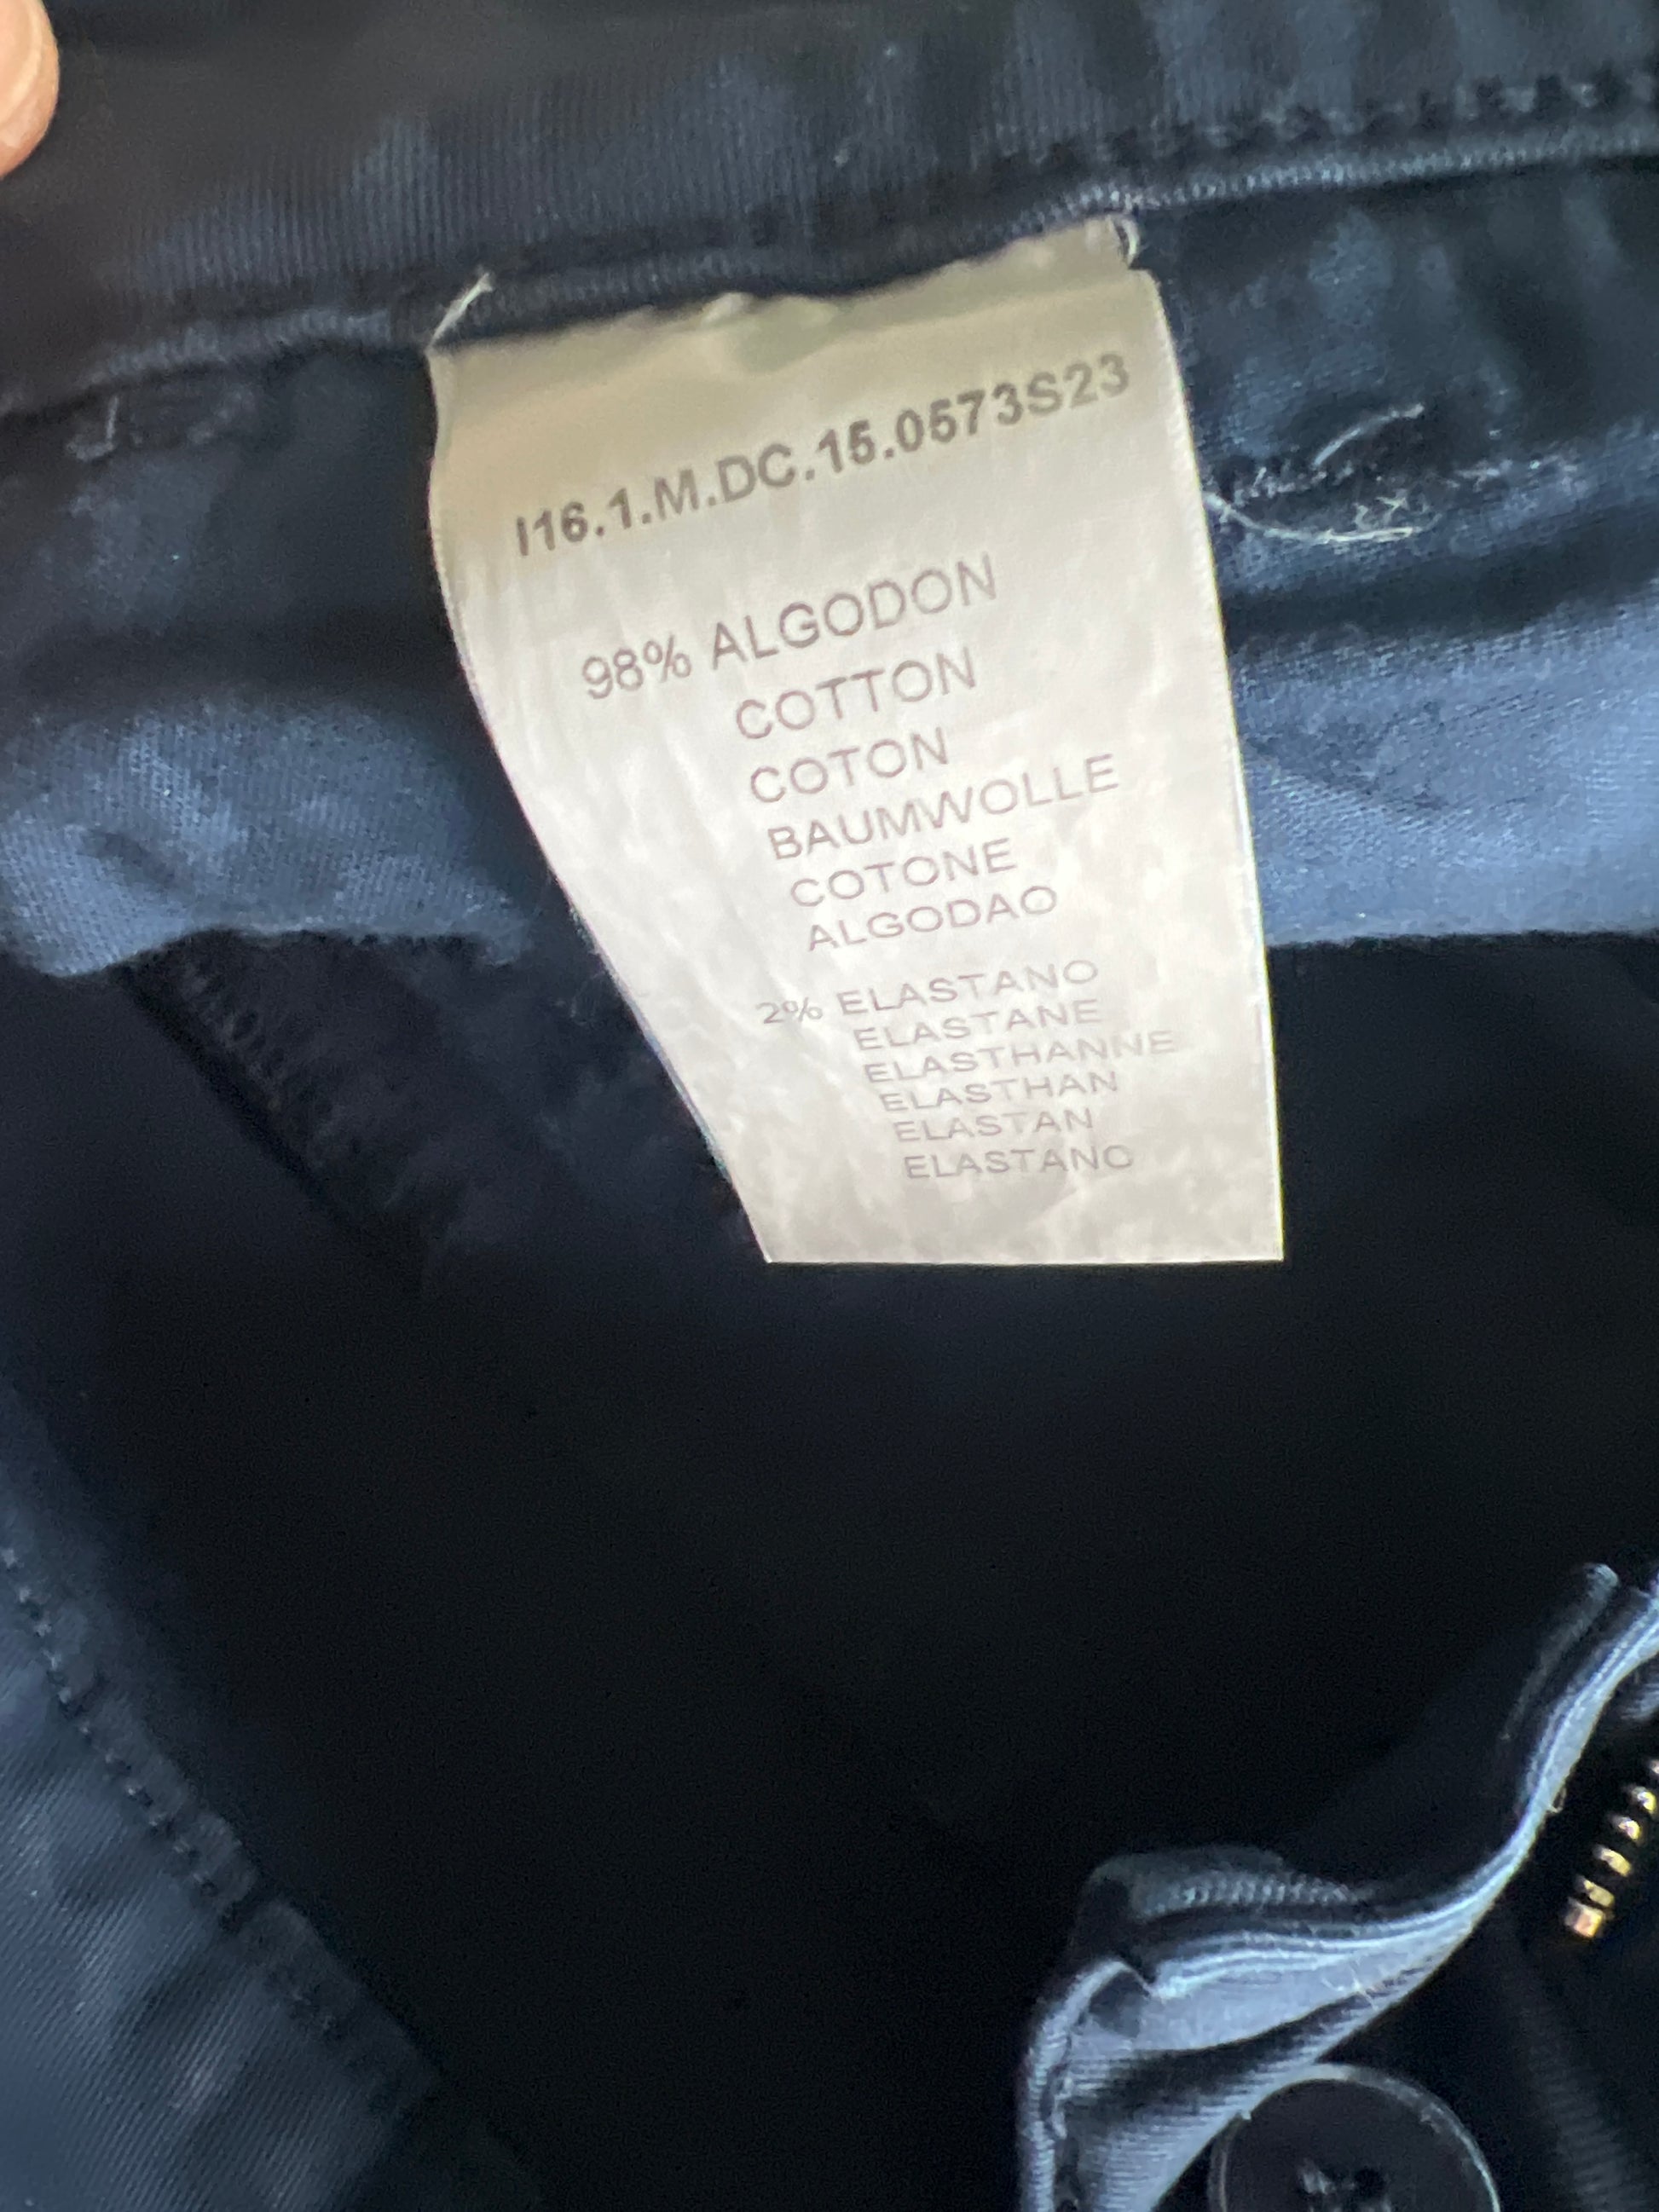 I16.1.M.DC.15.0573S23
98% ALGODON
COTTON
COTON
BAUMWOLLE
COTONE
ALGODAO
2% ELASTANO
ELASTANE
ELASTHANNE
ELASTHAN
ELASTAN
ELASTANO